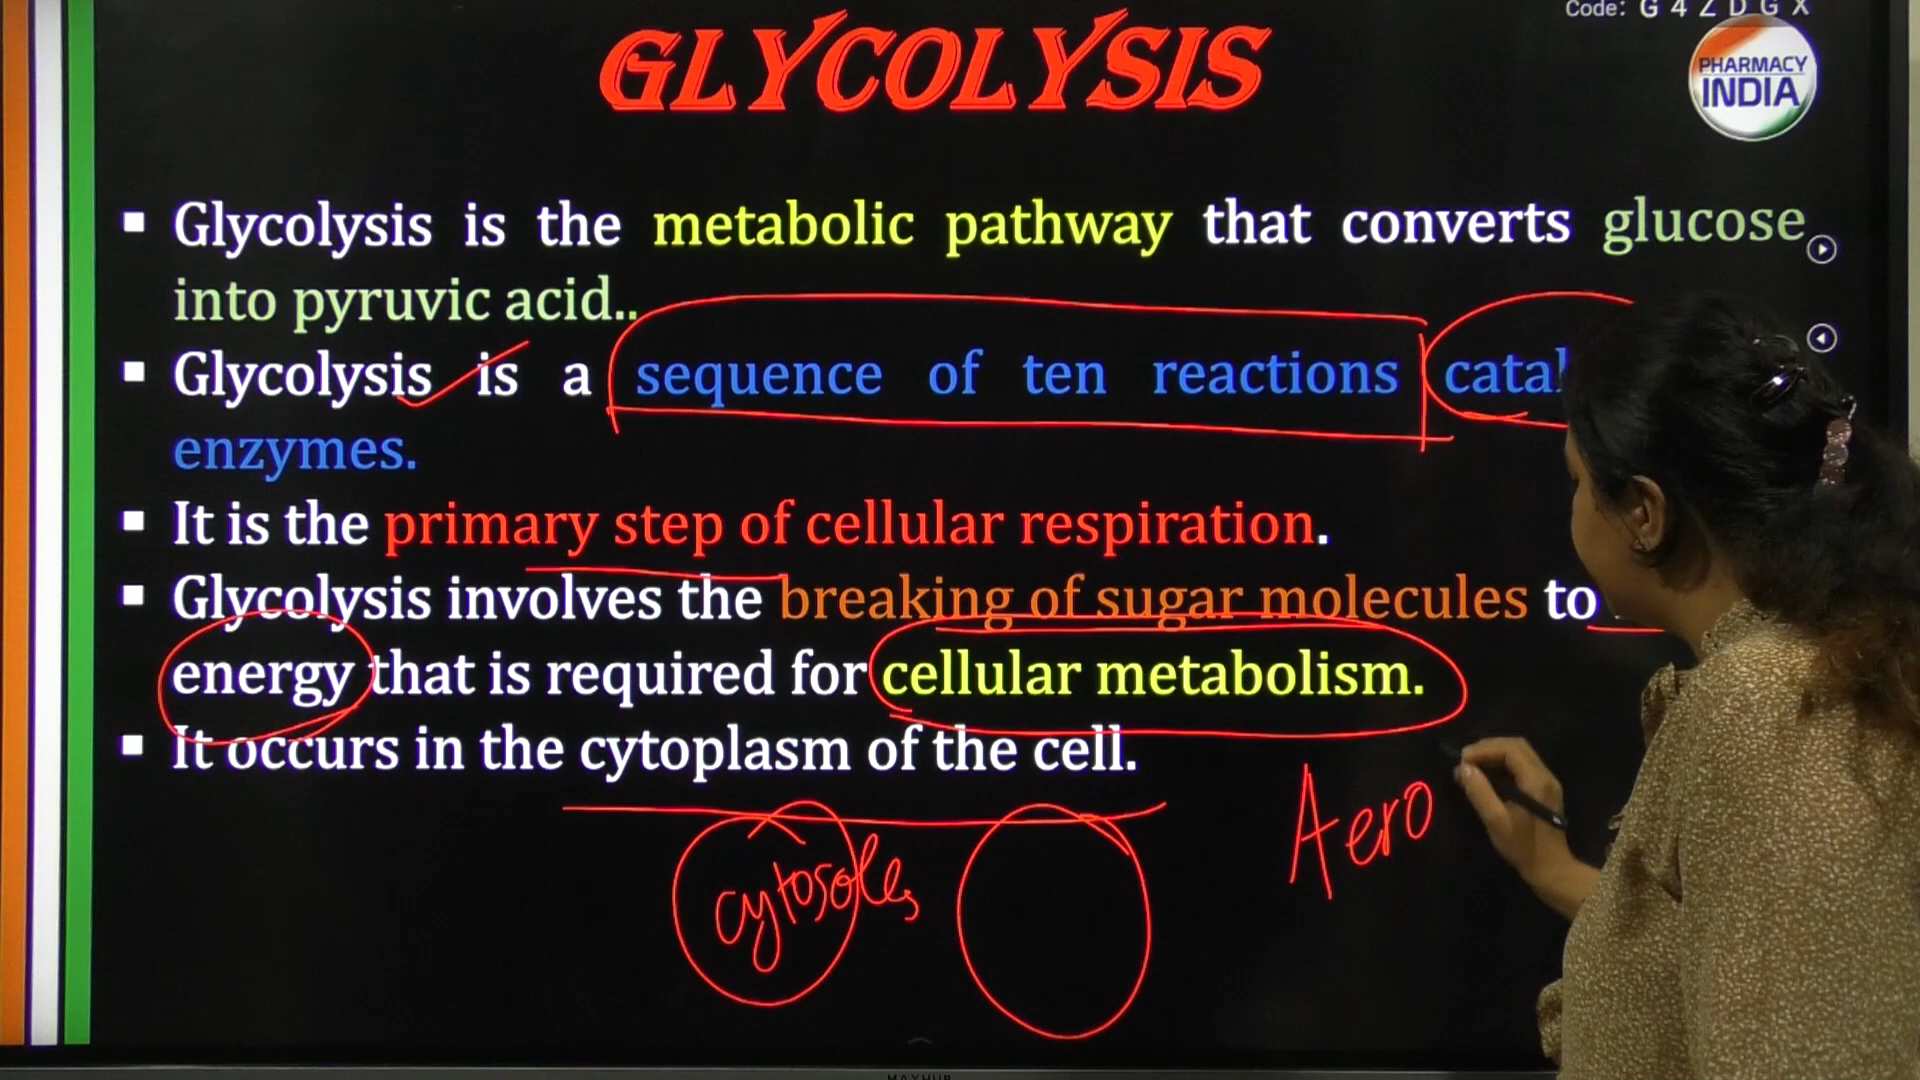 Code: G 4 Z D G X
GLYCOLYSIS
PHARMACY
INDIA
▪ Glycolysis is the metabolic pathway that converts glucose
into pyruvic acid..
▪ Glycolysis is a sequence of ten reactions
enzymes.
▪ It is the primary step of cellular respiration.
▪ Glycolysis involves the breaking of sugar molecules to
energy that is required for cellular metabolism.
▪ It occurs in the cytoplasm of the cell.
Aero
cytosoles
MAXHUB